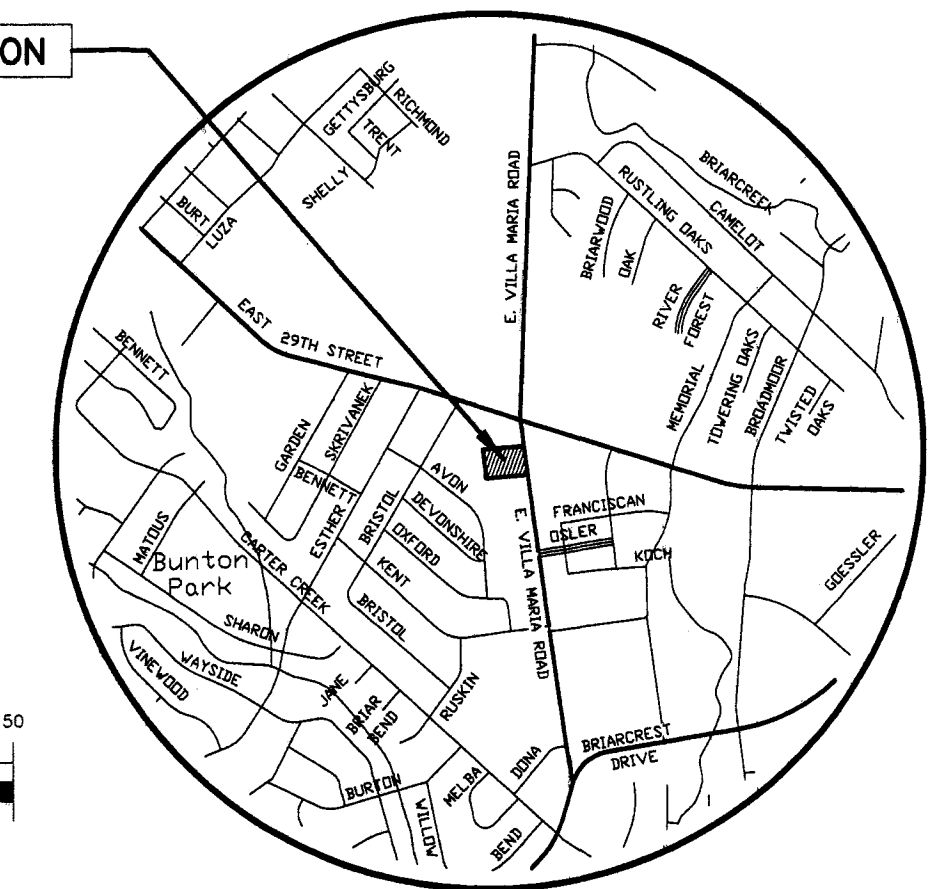 ON
GETTYSBURG
RICHMOND
TRENT
SHELLY
BURT
LUZA
E. VILLA MARIA ROAD
BRIARCREEK
RUSTLING OAKS
CAMELOT
BRIARWOOD
OAK
RIVER
FOREST
MEMORIAL
TOWERING OAKS
BROADMOOR
TWISTED
OAKS
EAST 29TH STREET
BENNETT
GARDEN
SKRIVANEK
BENNETT
ESTHER
BRISTOL
AVON
DEVONSHIRE
OXFORD
KENT
BRISTOL
FRANCISCAN
OSLER
KOCH
GOESSLER
E. VILLA MARIA ROAD
MATOUS
Bunton
Park
CARTER CREEK
SHARON
WAYSIDE
VINEWOOD
JANE
BRIAR
BEND
RUSKIN
BRIARCREST
DRIVE
DONA
MELBA
BURTON
WILLOW
BEND
50